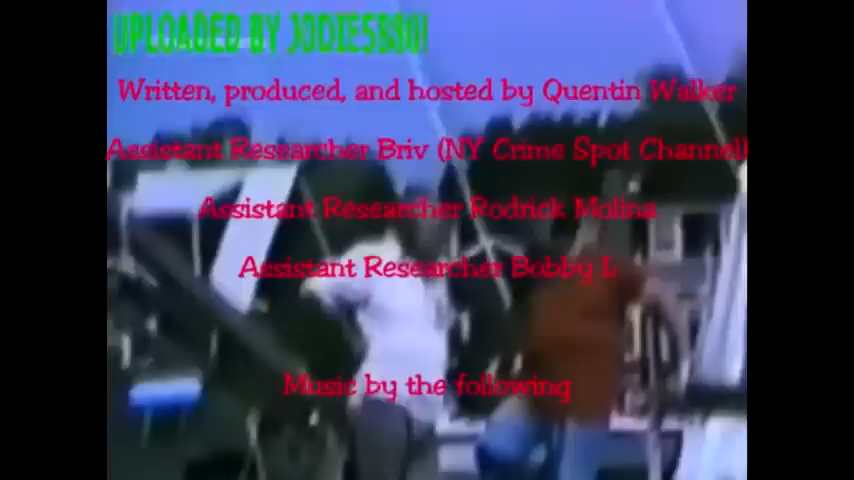 UPLOADED BY JODIE58801
Written, produced, and hosted by Quentin Walker
Assistant Researcher Briv (NY Crime Spot Channel)
Assistant Researcher Rodrick Molina
Assistant Researcher Bobby L
Music by the following